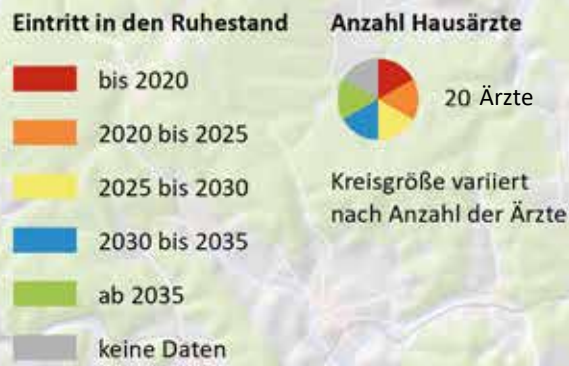 Eintritt in den Ruhestand
bis 2020
2020 bis 2025
2025 bis 2030
2030 bis 2035
ab 2035
keine Daten
Anzahl Hausärzte
20 Ärzte
Kreisgröße variiert
nach Anzahl der Ärzte